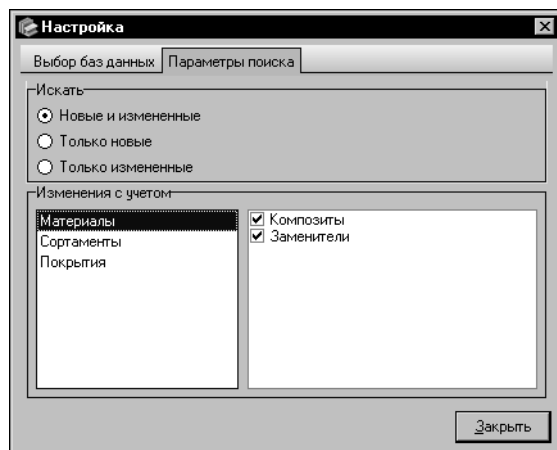 Настройка
Выбор баз данных Параметры поиска
Искать
Новые и измененные
Только новые
Только измененные
Изменения с учетом
Материалы
Сортаменты
Покрытия
Композиты
Заменители
Закрыть